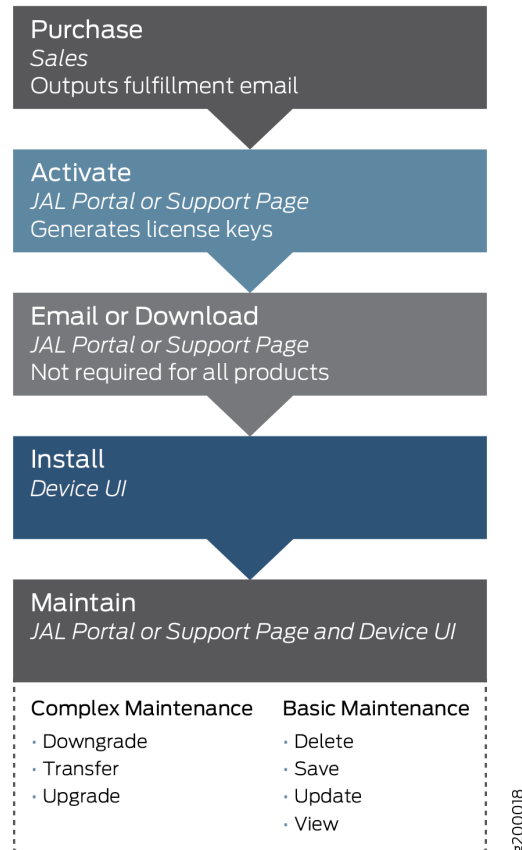 Purchase
Sales
Outputs fulfillment email
Activate
JAL Portal or Support Page
Generates license keys
Email or Download
JAL Portal or Support Page
Not required for all products
Install
Device UI
Maintain
JAL Portal or Support Page and Device UI
Complex Maintenance
· Downgrade
· Transfer
· Upgrade
Basic Maintenance
· Delete
· Save
· Update
· View
g200018